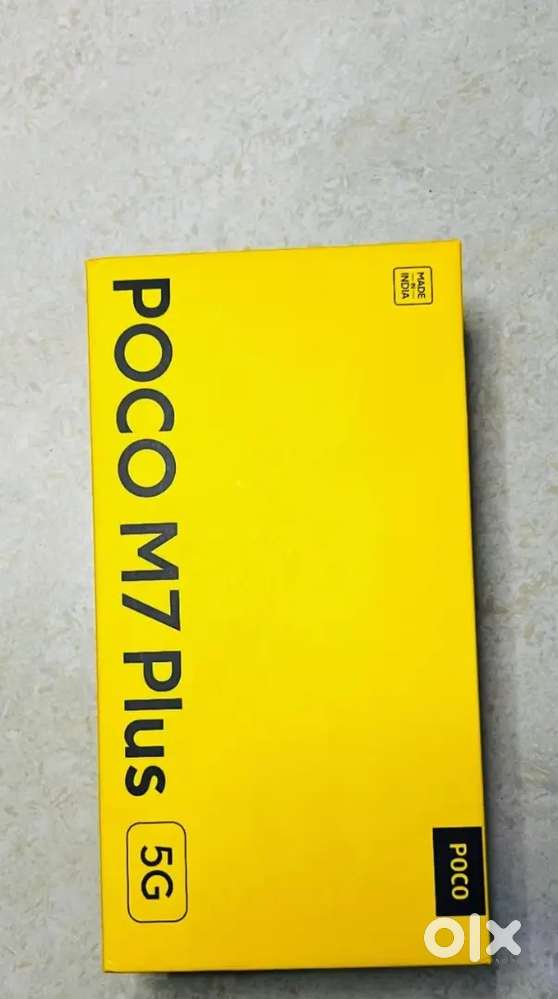 MADE
IN
INDIA
POCO M7 Plus 5G
POCO
olx